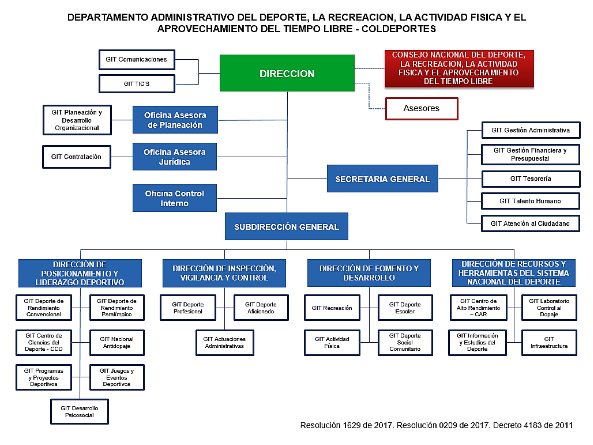 DEPARTAMENTO ADMINISTRATIVO DEL DEPORTE, LA RECREACION, LA ACTIVIDAD FISICA Y EL
APROVECHAMIENTO DEL TIEMPO LIBRE - COLDEPORTES
GIT Comunicaciones
GIT TICS
DIRECCION
CONSEJO NACIONAL DEL DEPORTE,
LA RECREACION, LA ACTIVIDAD
FISICA Y EL APROVECHAMIENTO
DEL TIEMPO LIBRE
Asesores
GIT Planeación y
Desarrollo
Organizacional
Oficina Asesora
de Planeación
GIT Contratación
Oficina Asesora
Jurídica
Oficina Control
Interno
SECRETARIA GENERAL
GIT Gestión Administrativa
GIT Gestión Financiera y
Presupuestal
GIT Tesorería
GIT Talento Humano
GIT Atención al Ciudadano
SUBDIRECCIÓN GENERAL
DIRECCIÓN DE
POSICIONAMIENTO Y
LIDERAZGO DEPORTIVO
GIT Deporte de
Rendimiento
Convencional
GIT Deporte de
Rendimiento
Paralímpico
GIT Centro de
Ciencias del
Deporte - CCD
GIT Nacional
Antidopaje
GIT Programas
y Proyectos
Deportivos
GIT Juegos y
Eventos
Deportivos
GIT Desarrollo
Psicosocial
DIRECCIÓN DE INSPECCIÓN,
VIGILANCIA Y CONTROL
GIT Deporte
Profesional
GIT Deporte
Aficionado
GIT Actuaciones
Administrativas
DIRECCIÓN DE FOMENTO Y
DESARROLLO
GIT Recreación
GIT Deporte
Escolar
GIT Actividad
Física
GIT Deporte
Social
Comunitario
DIRECCIÓN DE RECURSOS Y
HERRAMIENTAS DEL SISTEMA
NACIONAL DEL DEPORTE
GIT Centro de
Alto Rendimiento
– CAR
GIT Laboratorio
Control al
Dopaje
GIT Información
y Estudios del
Deporte
GIT
Infraestructura
Resolución 1629 de 2017. Resolución 0209 de 2017. Decreto 4183 de 2011